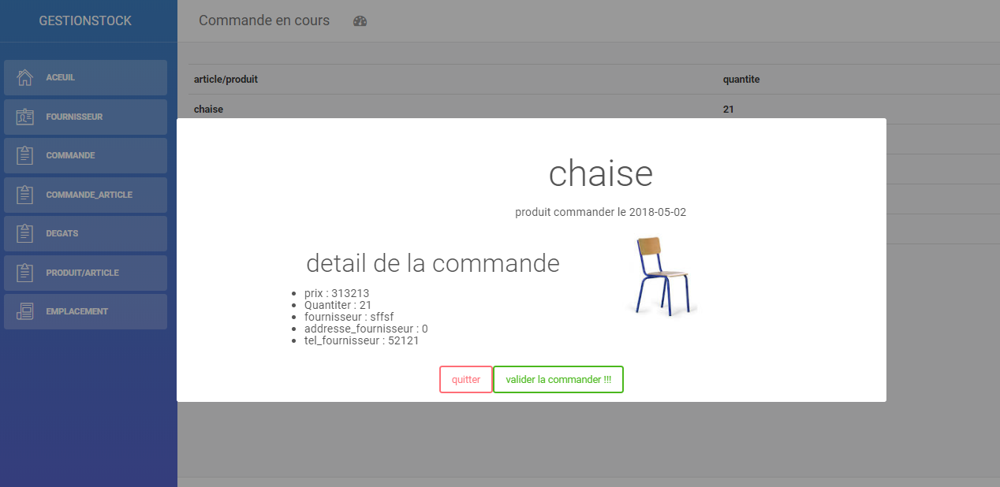 GESTIONSTOCK
Commande en cours
ACEUIL
FOURNISSEUR
COMMANDE
COMMANDE_ARTICLE
DEGATS
PRODUIT/ARTICLE
EMPLACEMENT
article/produit quantite
chaise 21
chaise
produit commander le 2018-05-02
detail de la commande
prix : 313213
Quantiter : 21
fournisseur : sffsf
addresse_fournisseur : 0
tel_fournisseur : 52121
quitter valider la commander !!!